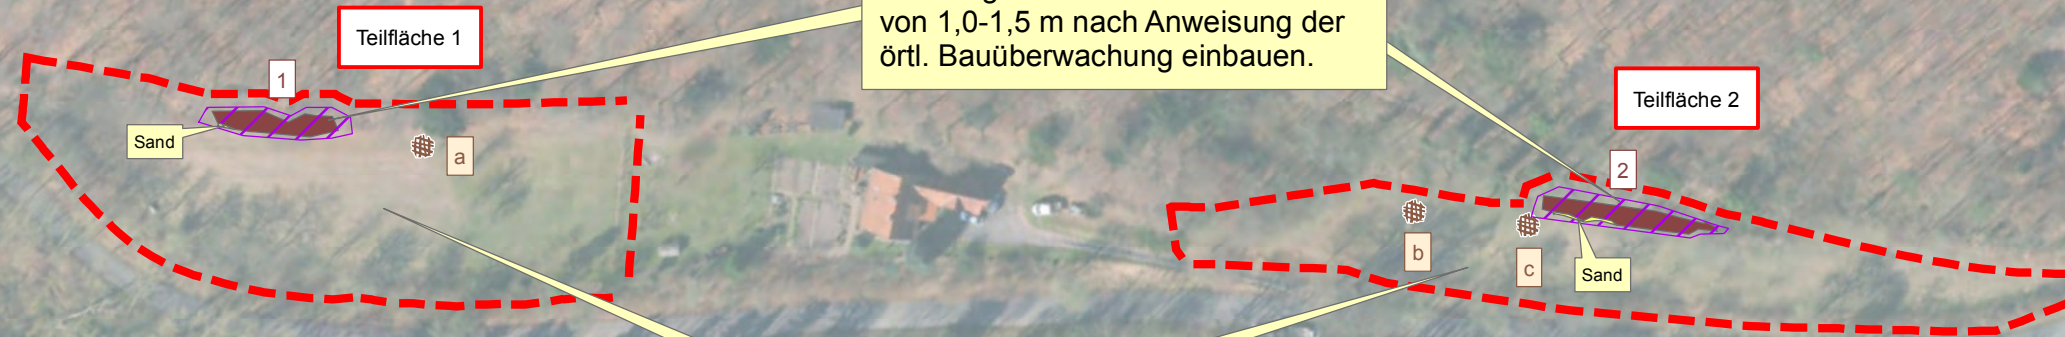 Teilfläche 1
von 1,0-1,5 m nach Anweisung der
örtl. Bauüberwachung einbauen.
1
Sand
a
Teilfläche 2
2
b
c
Sand